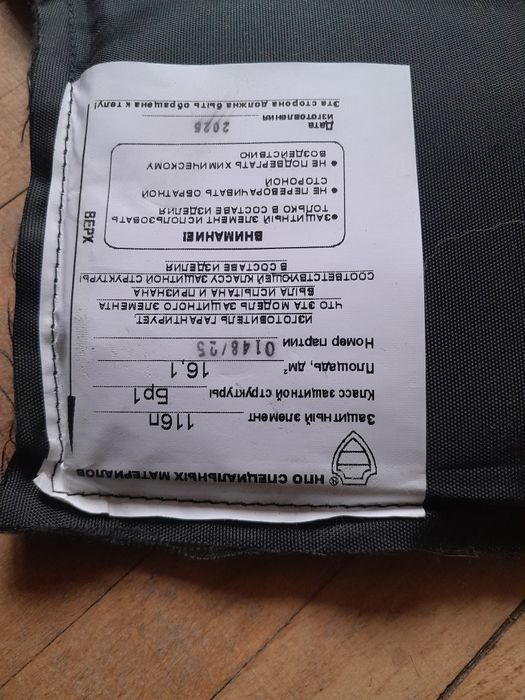 НПО СПЕЦИАЛЬНЫХ МАТЕРИАЛОВ®
Защитный элемент 116п
Класс защитной структуры Бр1
Площадь, дм² 16,1
Номер партии 0148/25
ИЗГОТОВИТЕЛЬ ГАРАНТИРУЕТ,
ЧТО ЭТА МОДЕЛЬ ЗАЩИТНОГО ЭЛЕМЕНТА
БЫЛА ИСПЫТАНА И ПРИЗНАНА
СООТВЕТСТВУЮЩЕЙ КЛАССУ ЗАЩИТНОЙ СТРУКТУРЫ
В СОСТАВЕ ИЗДЕЛИЯ
ВНИМАНИЕ!
●ЗАЩИТНЫЙ ЭЛЕМЕНТ ИСПОЛЬЗОВАТЬ
ТОЛЬКО В СОСТАВЕ ИЗДЕЛИЯ
● НЕ ПЕРЕВОРАЧИВАТЬ ОБРАТНОЙ
СТОРОНОЙ
● НЕ ПОДВЕРГАТЬ ХИМИЧЕСКОМУ
ВОЗДЕЙСТВИЮ
Дата
изготовления 2025
Эта сторона должна быть обращена к телу!
ВЕРХ